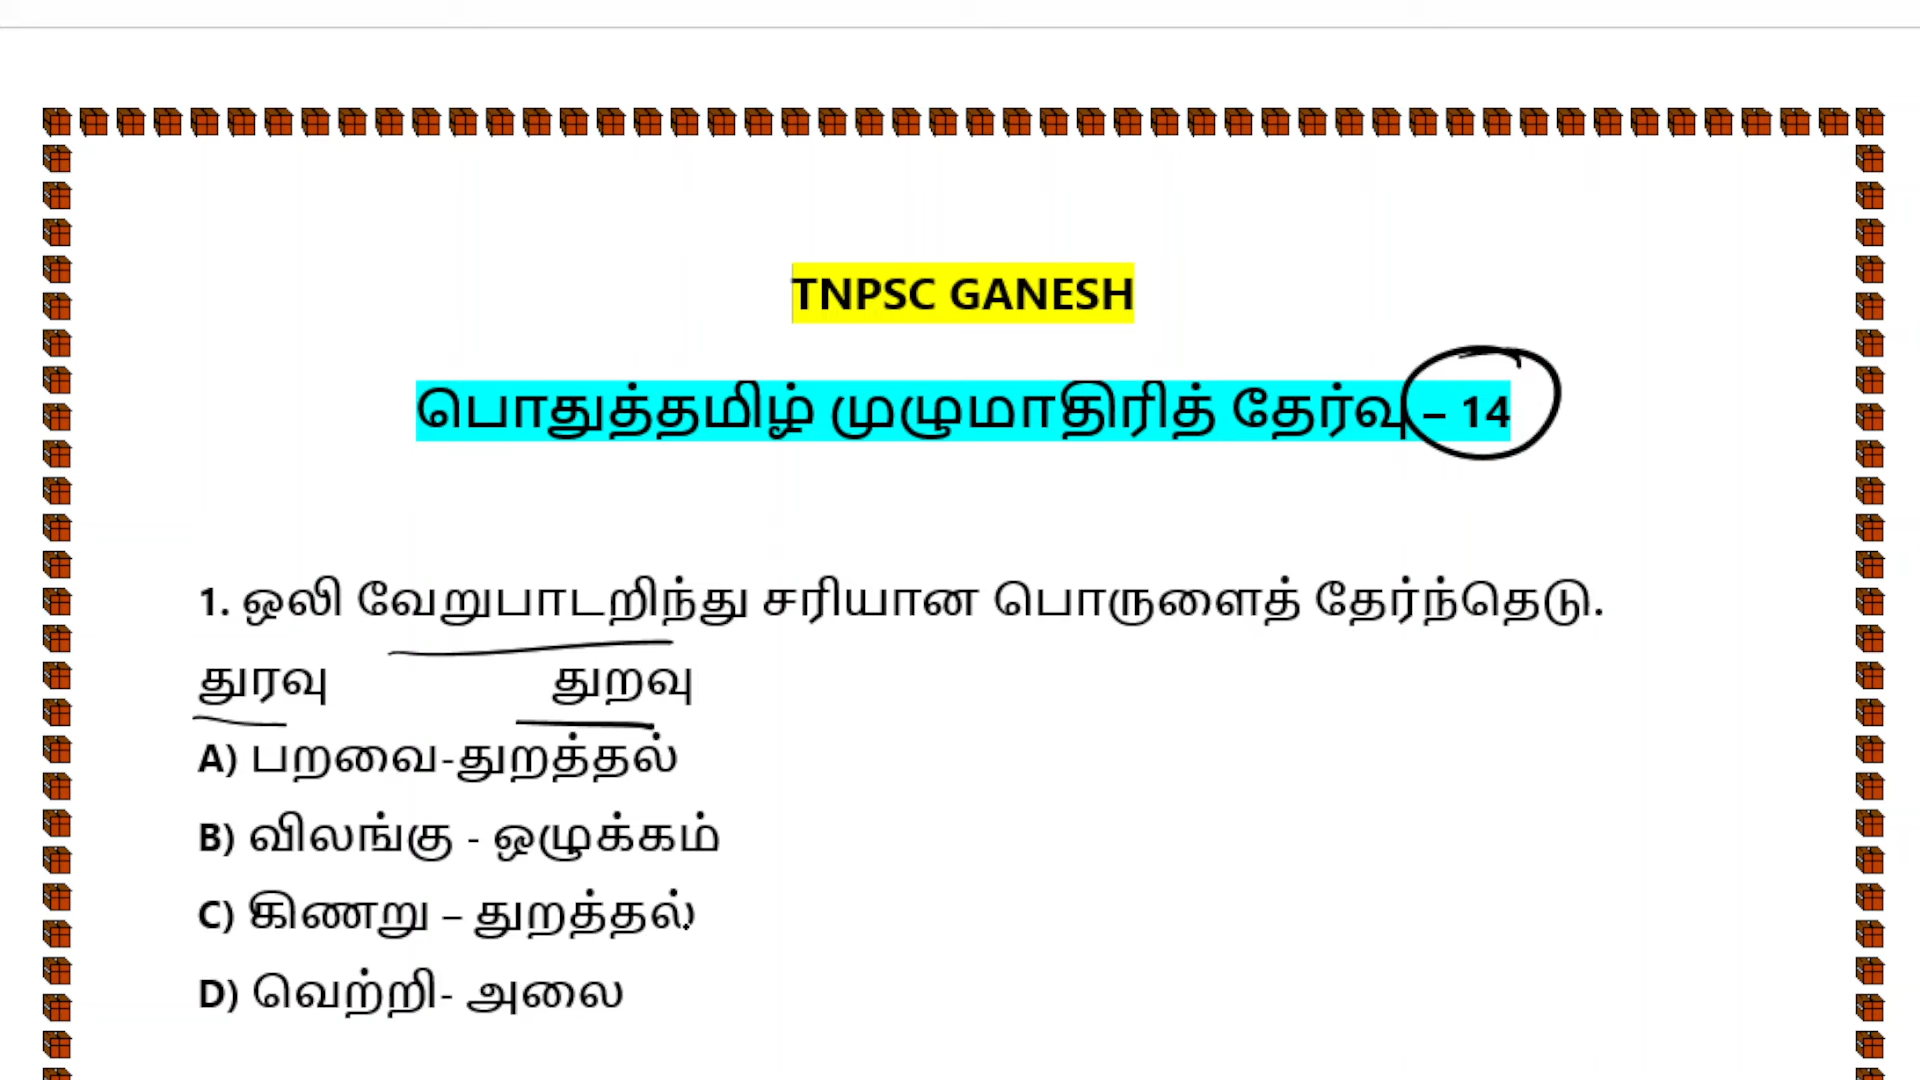 TNPSC GANESH
பொதுத்தமிழ் முழுமாதிரித் தேர்வு – 14
1. ஒலி வேறுபாடறிந்து சரியான பொருளைத் தேர்ந்தெடு.
துரவு துறவு
A) பறவை-துறத்தல்
B) விலங்கு - ஒழுக்கம்
C) கிணறு – துறத்தல்
D) வெற்றி- அலை